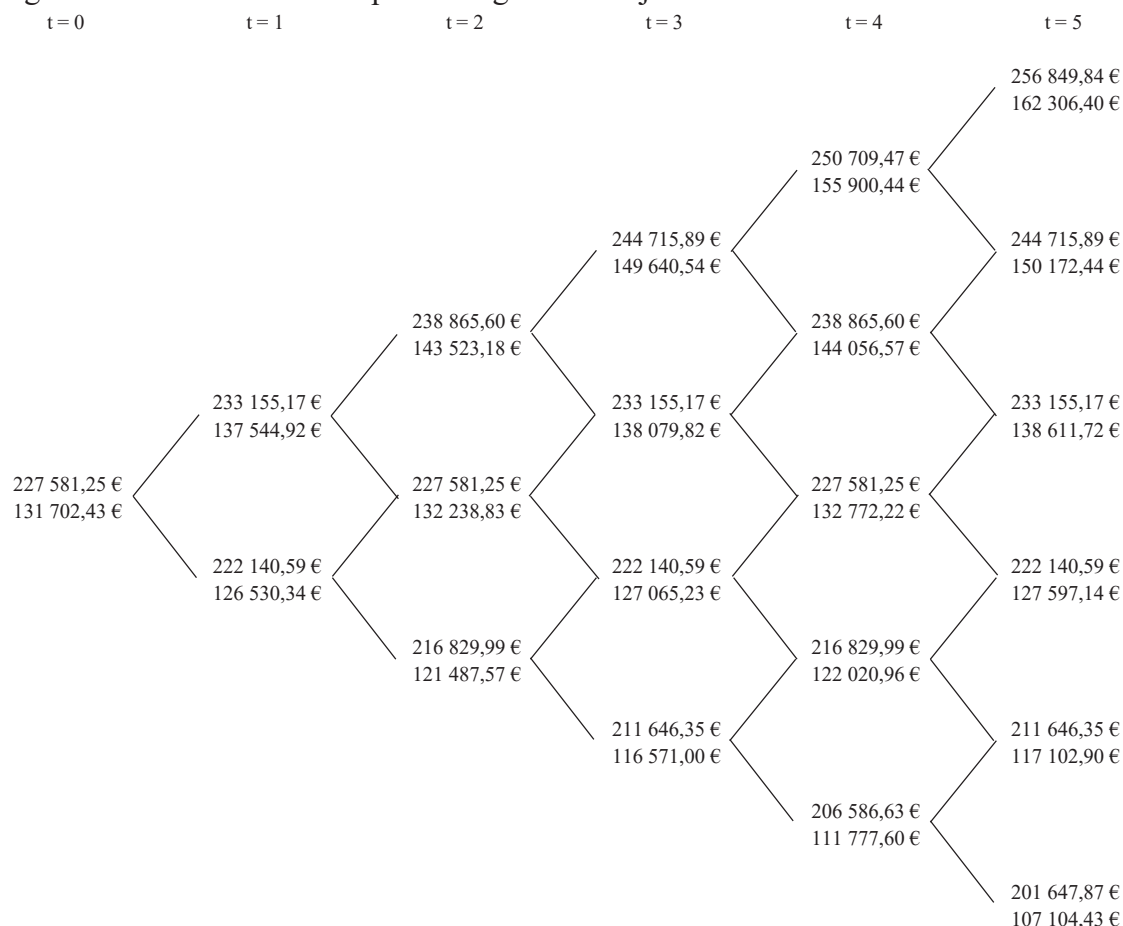 t = 0 t = 1 t = 2 t = 3 t = 4 t = 5
256 849,84 €
162 306,40 €
250 709,47 €
155 900,44 €
244 715,89 €
149 640,54 €
244 715,89 €
150 172,44 €
238 865,60 €
143 523,18 €
238 865,60 €
144 056,57 €
233 155,17 €
137 544,92 €
233 155,17 €
138 079,82 €
233 155,17 €
138 611,72 €
227 581,25 €
131 702,43 €
227 581,25 €
132 238,83 €
227 581,25 €
132 772,22 €
222 140,59 €
126 530,34 €
222 140,59 €
127 065,23 €
222 140,59 €
127 597,14 €
216 829,99 €
121 487,57 €
216 829,99 €
122 020,96 €
211 646,35 €
116 571,00 €
211 646,35 €
117 102,90 €
206 586,63 €
111 777,60 €
201 647,87 €
107 104,43 €